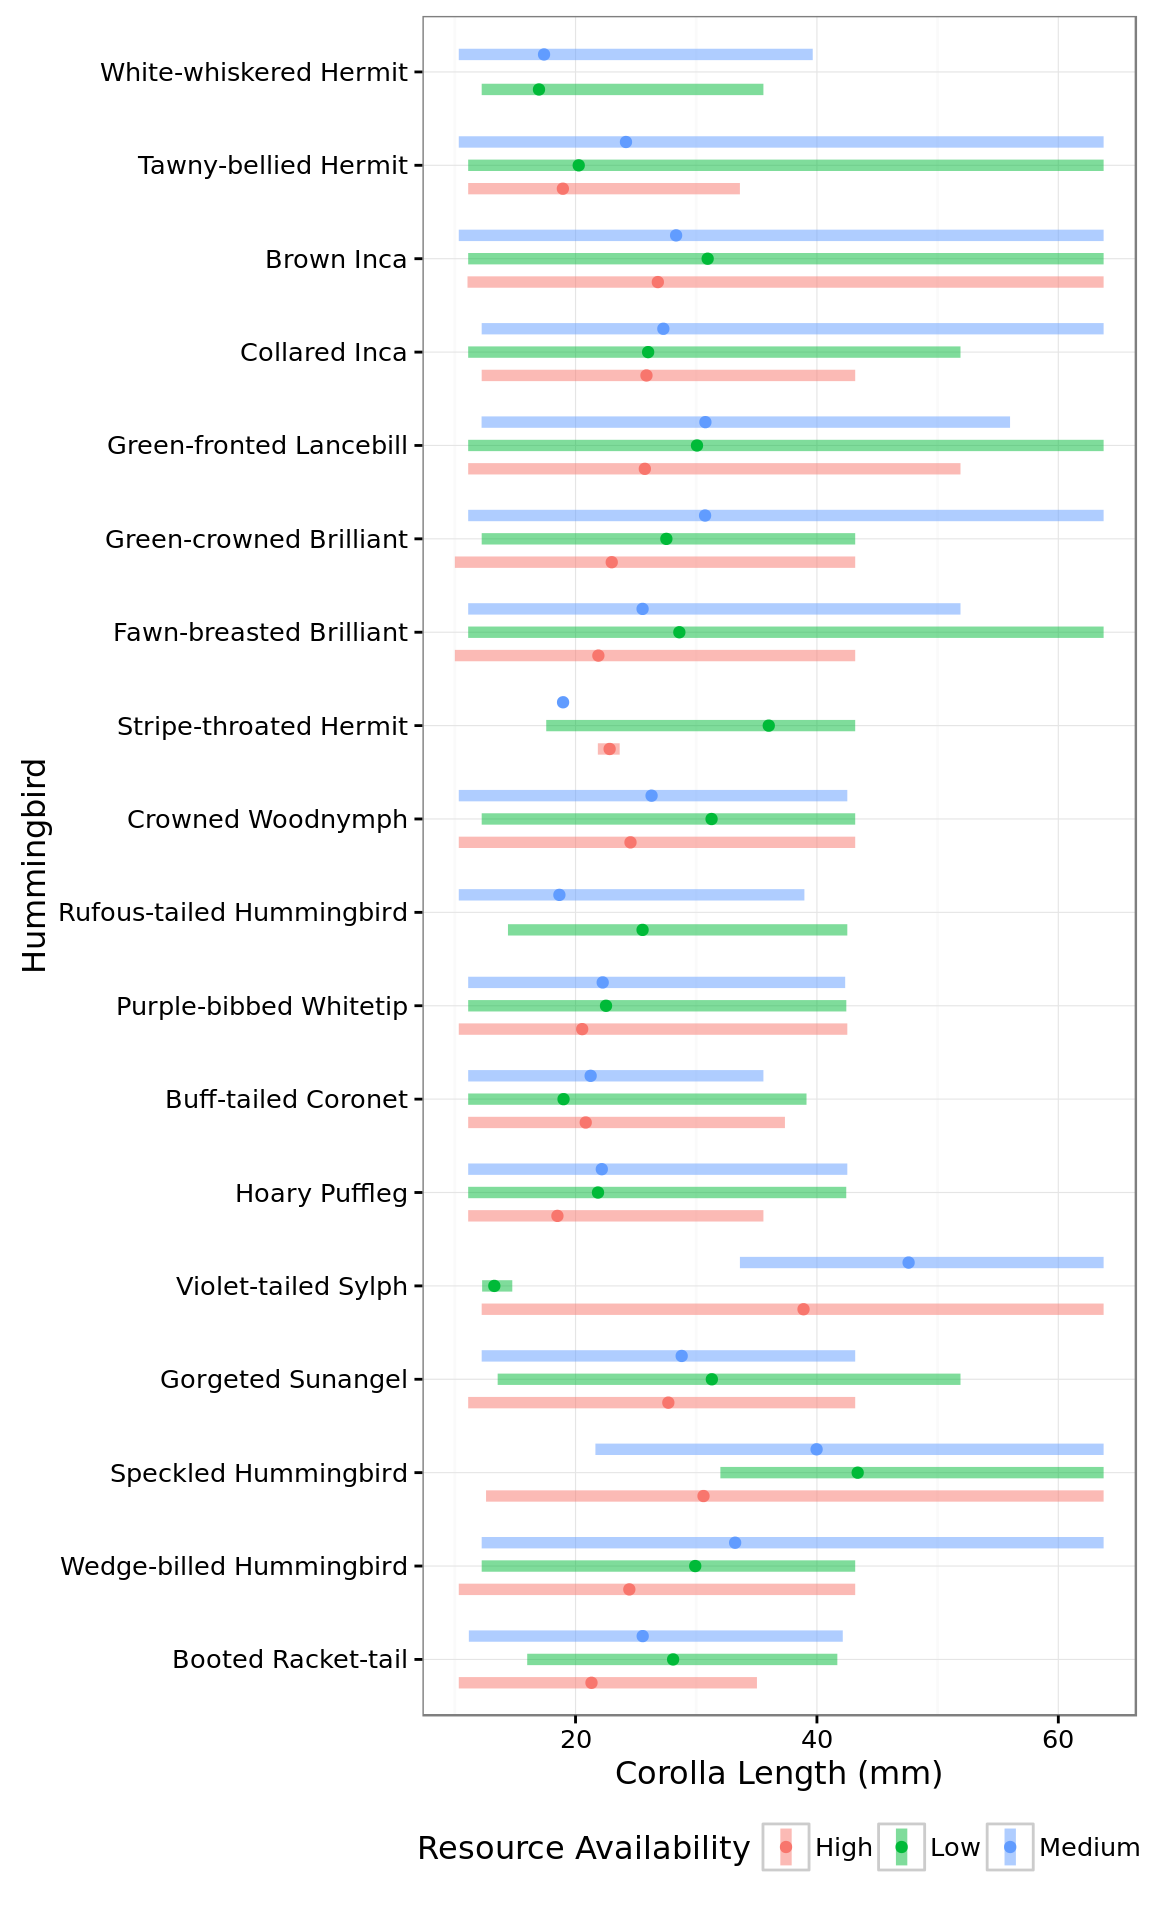 White-whiskered Hermit
Tawny-bellied Hermit
Brown Inca
Collared Inca
Green-fronted Lancebill
Green-crowned Brilliant
Fawn-breasted Brilliant
Stripe-throated Hermit
Crowned Woodnymph
Rufous-tailed Hummingbird
Purple-bibbed Whitetip
Buff-tailed Coronet
Hoary Puffleg
Violet-tailed Sylph
Gorgeted Sunangel
Speckled Hummingbird
Wedge-billed Hummingbird
Booted Racket-tail
Hummingbird
20 40 60
Corolla Length (mm)
Resource Availability High Low Medium